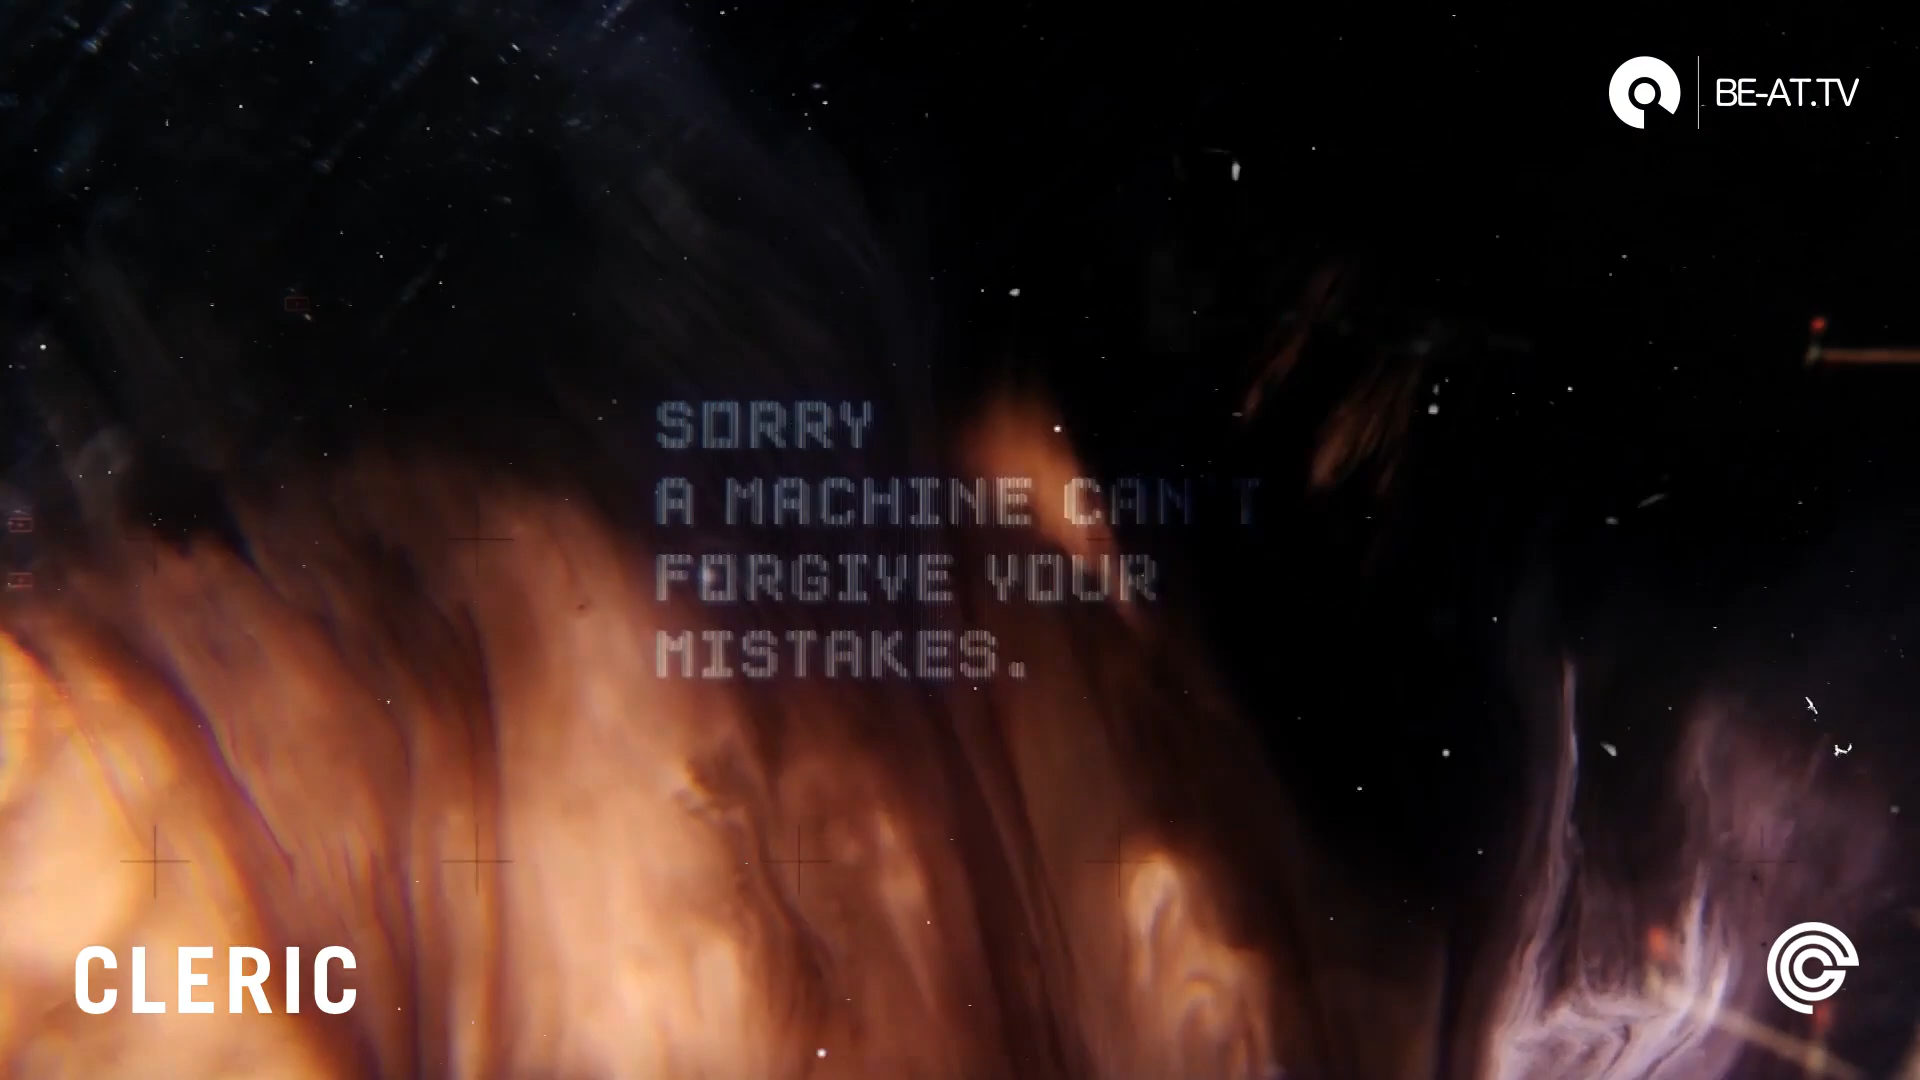 BE-AT.TV
SORRY
A MACHINE CAN'T
FORGIVE YOUR
MISTAKES.
CLERIC